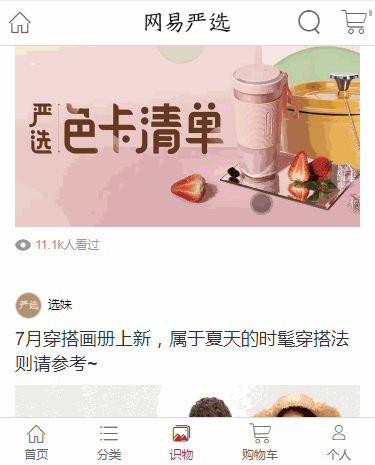 网易严选
严选 色卡清单
11.1k人看过
严选 选妹
7月穿搭画册上新，属于夏天的时髦穿搭法
则请参考~
首页 分类 识物 购物车 个人